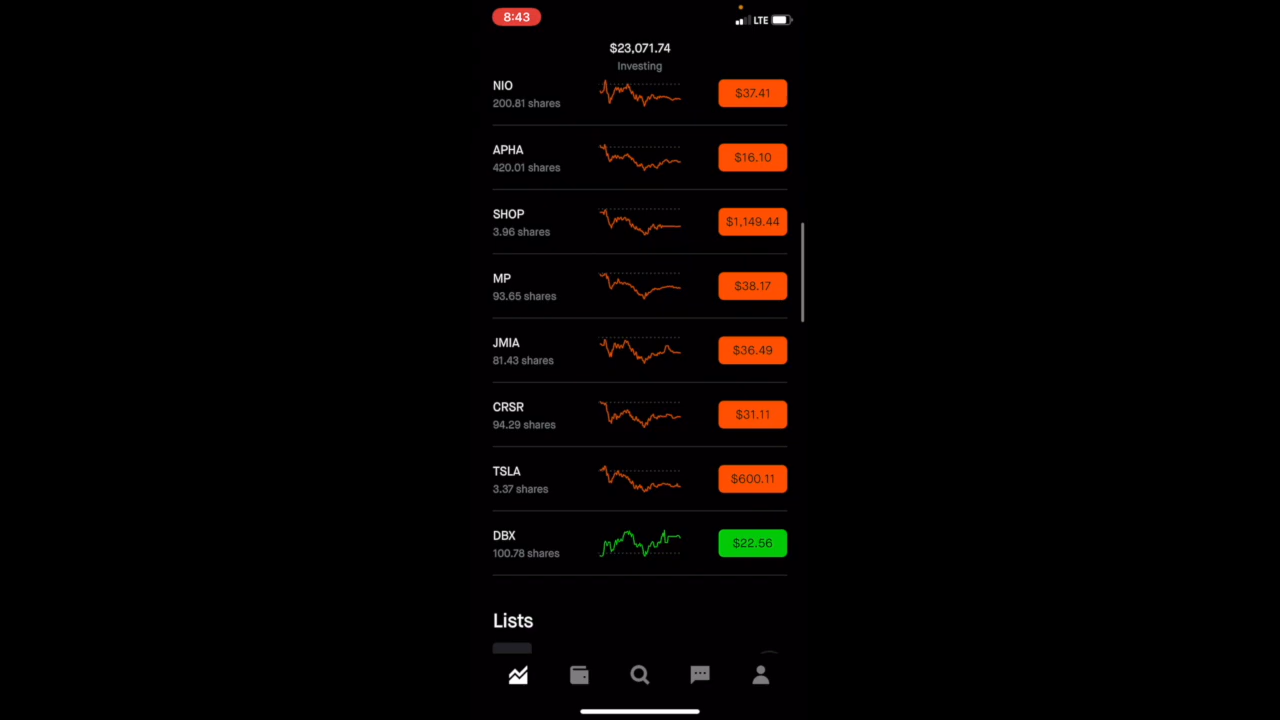 8:43
LTE
$23,071.74
Investing
NIO
200.81 shares
$37.41
APHA
420.01 shares
$16.10
SHOP
3.96 shares
$1,149.44
MP
93.65 shares
$38.17
JMIA
81.43 shares
$36.49
CRSR
94.29 shares
$31.11
TSLA
3.37 shares
$600.11
DBX
100.78 shares
$22.56
Lists